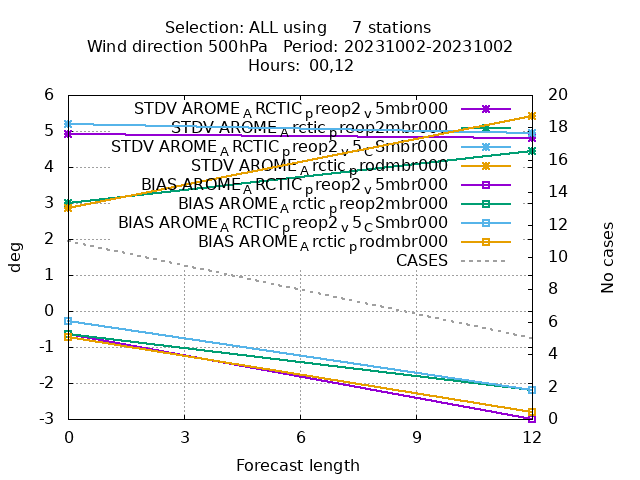 Selection: ALL using 7 stations
Wind direction 500hPa Period: 20231002-20231002
Hours: 00,12
6
5
4
3
2
1
0
-1
-2
-3
deg
STDV AROME_ARCTIC_preop2_v5mbr000
STDV AROME_Arctic_preop2mbr000
STDV AROME_ARCTIC_preop2_v5_CSmbr000
STDV AROME_Arctic_prodmbr000
BIAS AROME_ARCTIC_preop2_v5mbr000
BIAS AROME_Arctic_preop2mbr000
BIAS AROME_ARCTIC_preop2_v5_CSmbr000
BIAS AROME_Arctic_prodmbr000
CASES
20
18
16
14
12
10
8
6
4
2
0
No cases
0 3 6 9 12
Forecast length